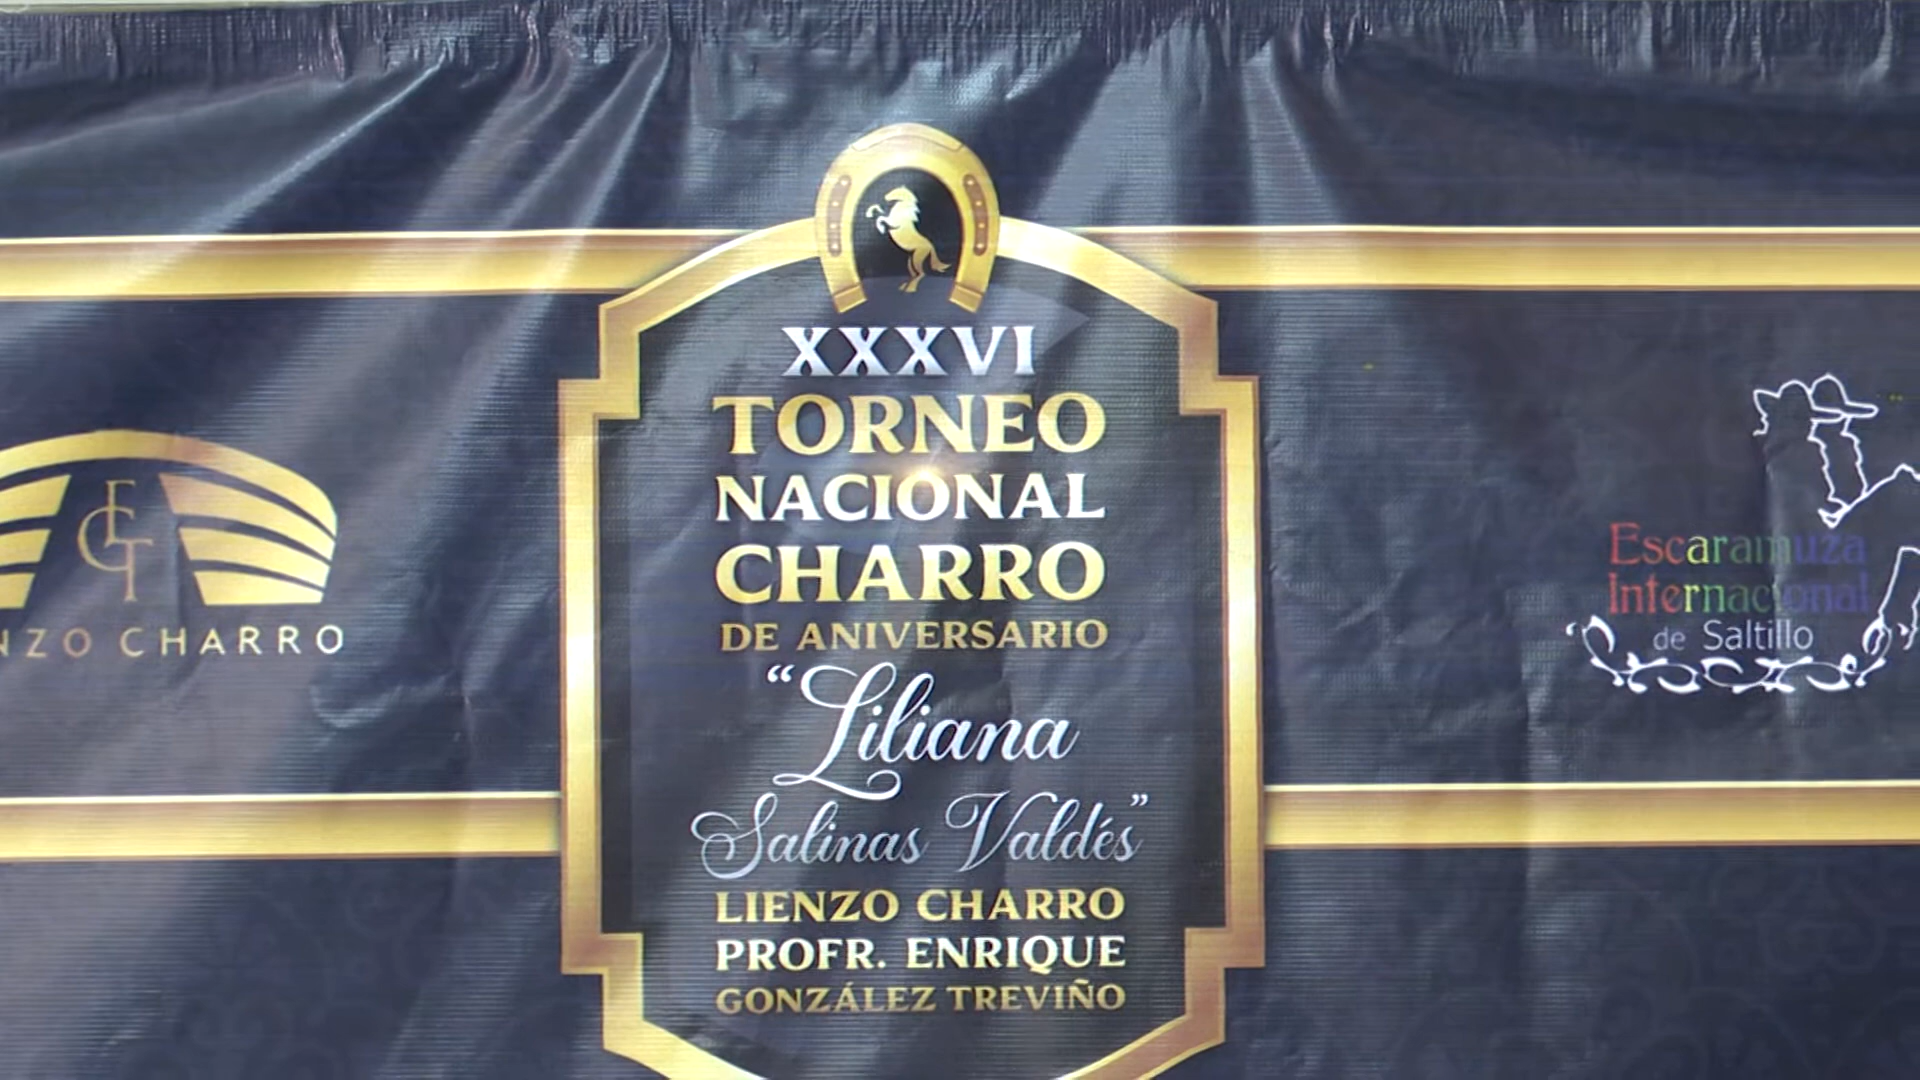 XXXVI
TORNEO
NACIONAL
CHARRO
DE ANIVERSARIO
"Liliana
Salinas Valdés"
LIENZO CHARRO
PROFR. ENRIQUE
GONZÁLEZ TREVIÑO
NZO CHARRO
Escaramuza
Internacional
de Saltillo